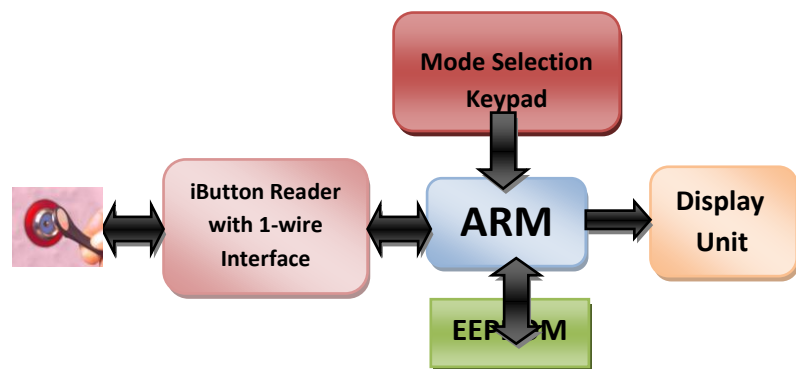 Mode Selection
Keypad
iButton Reader
with 1-wire
Interface
ARM
Display
Unit